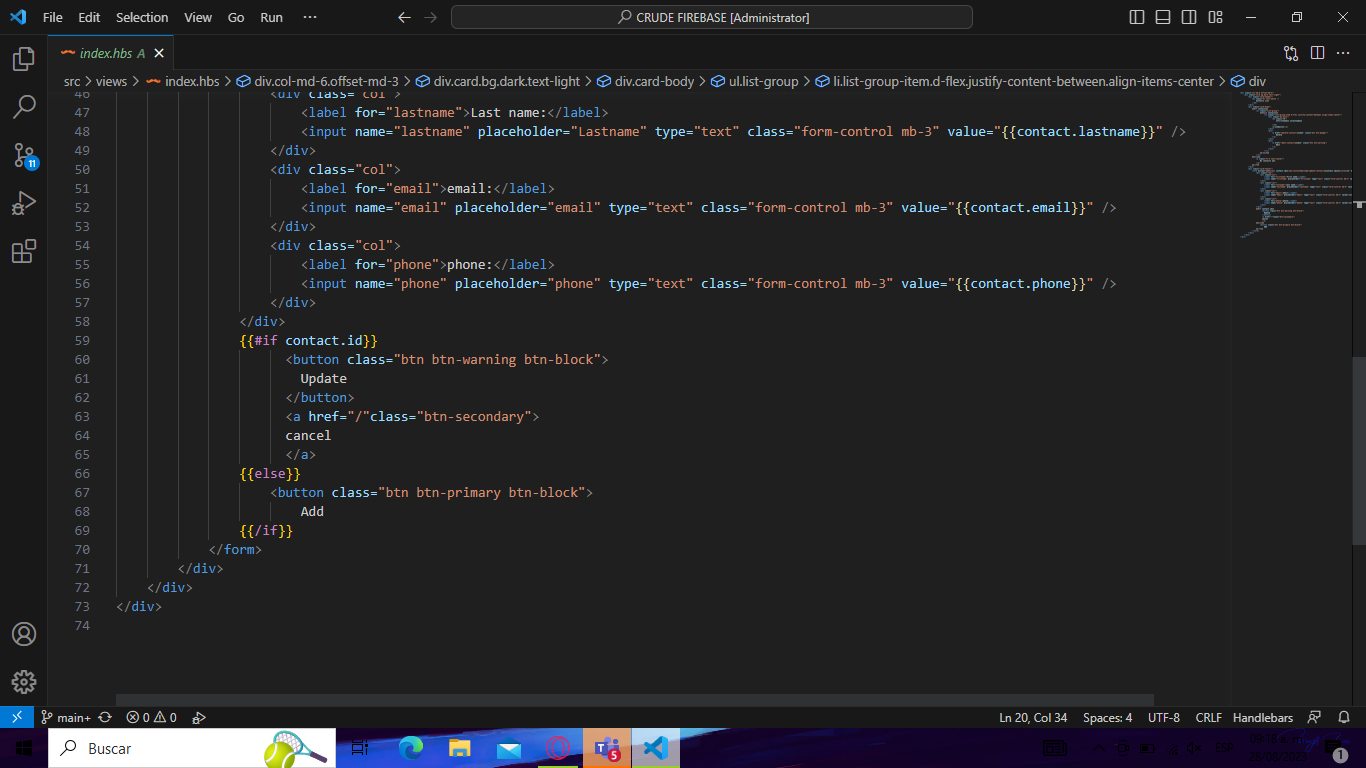 File Edit Selection View Go Run ··· CRUDE FIREBASE [Administrator]
index.hbs A
src > views > index.hbs > div.col-md-6.offset-md-3 > div.card.bg.dark.text-light > div.card-body > ul.list-group > li.list-group-item.d-flex.justify-content-between.align-items-center > div
46 <div class="col">
47 <label for="lastname">Last name:</label>
48 <input name="lastname" placeholder="Lastname" type="text" class="form-control mb-3" value="{{contact.lastname}}" />
49 </div>
50 <div class="col">
51 <label for="email">email:</label>
52 <input name="email" placeholder="email" type="text" class="form-control mb-3" value="{{contact.email}}" />
53 </div>
54 <div class="col">
55 <label for="phone">phone:</label>
56 <input name="phone" placeholder="phone" type="text" class="form-control mb-3" value="{{contact.phone}}" />
57 </div>
58 </div>
59 {{#if contact.id}}
60 <button class="btn btn-warning btn-block">
61 Update
62 </button>
63 <a href="/"class="btn-secondary">
64 cancel
65 </a>
66 {{else}}
67 <button class="btn btn-primary btn-block">
68 Add
69 {{/if}}
70 </form>
71 </div>
72 </div>
73 </div>
74
11
main+ 0 0 Ln 20, Col 34 Spaces: 4 UTF-8 CRLF Handlebars
Buscar
5
ESP
1